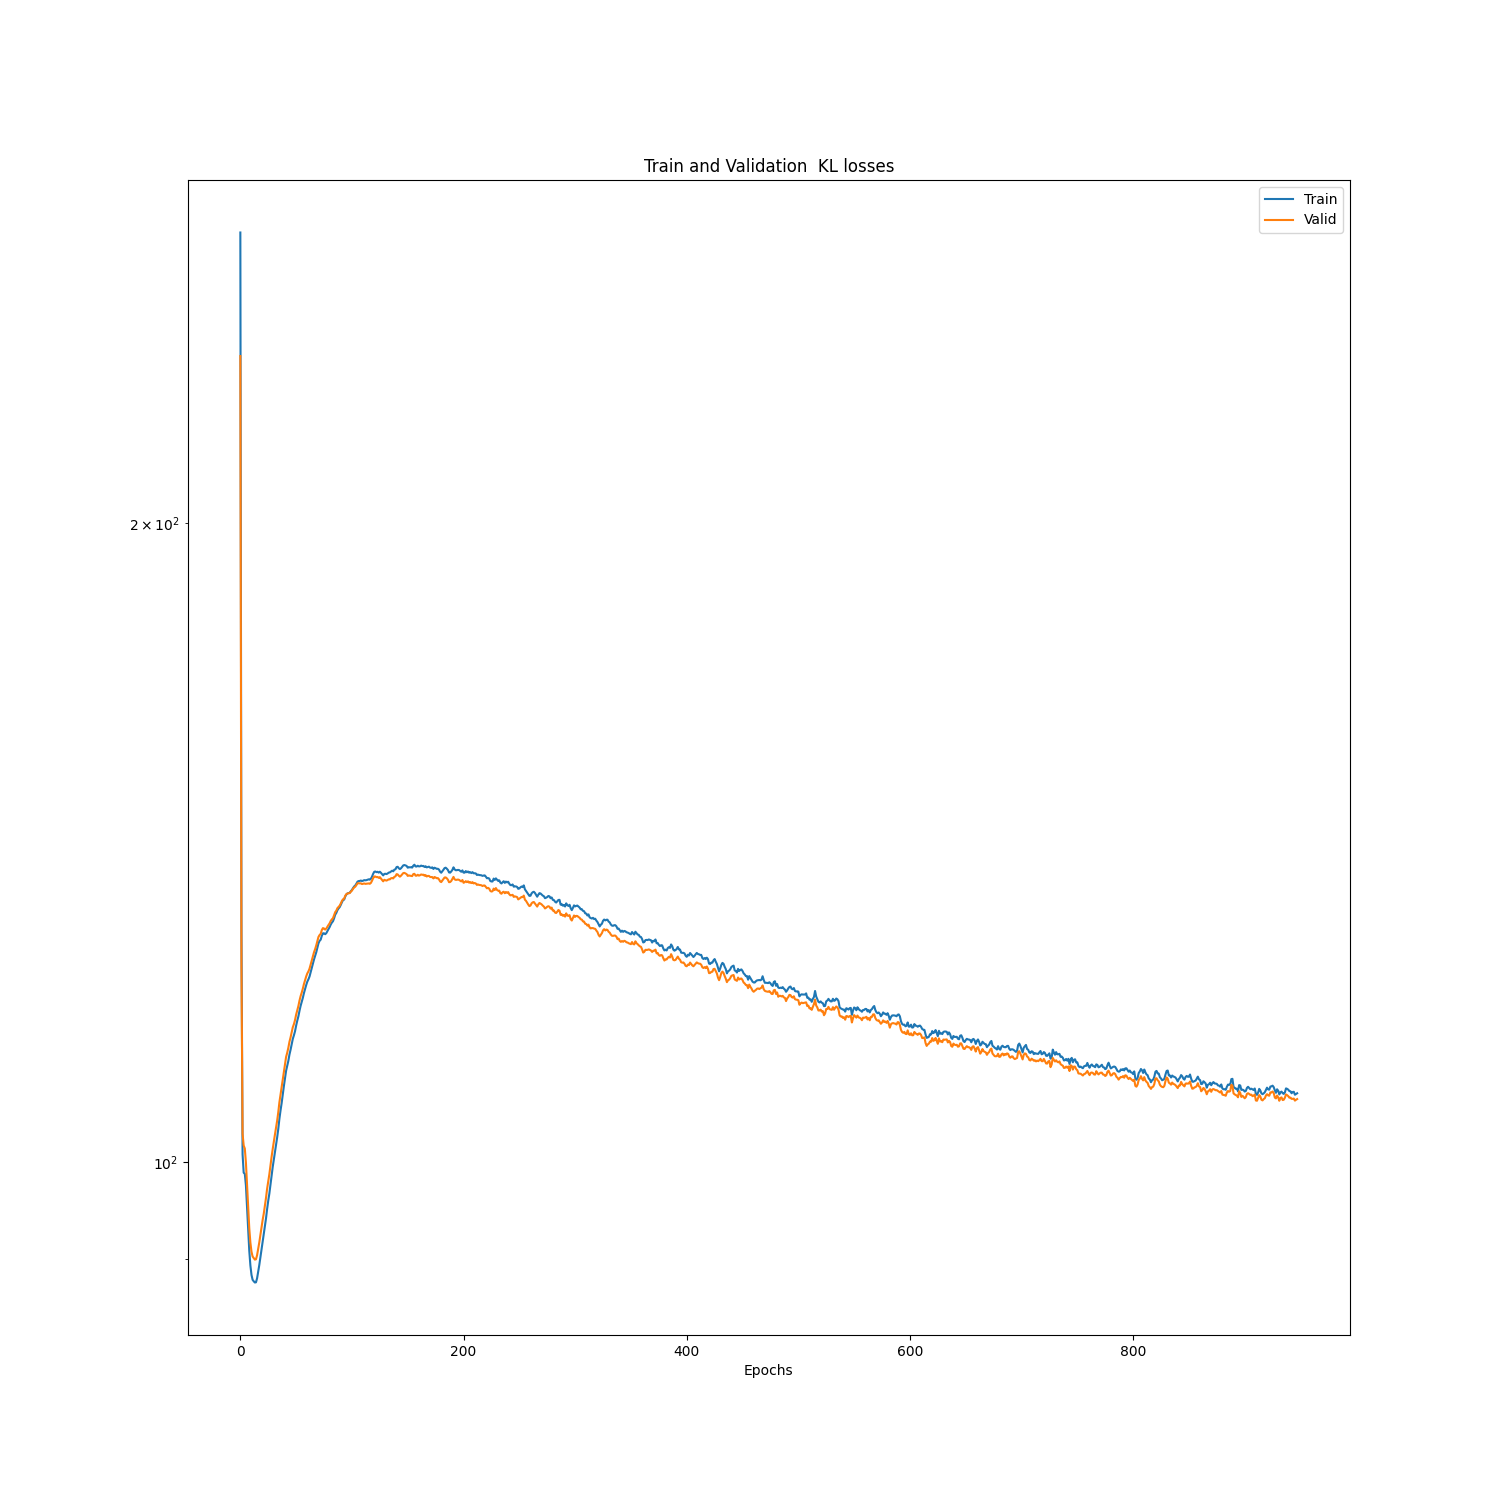 Train and Validation  KL losses
Train
Valid
2 × 10²
10²
0 200 400 600 800
Epochs